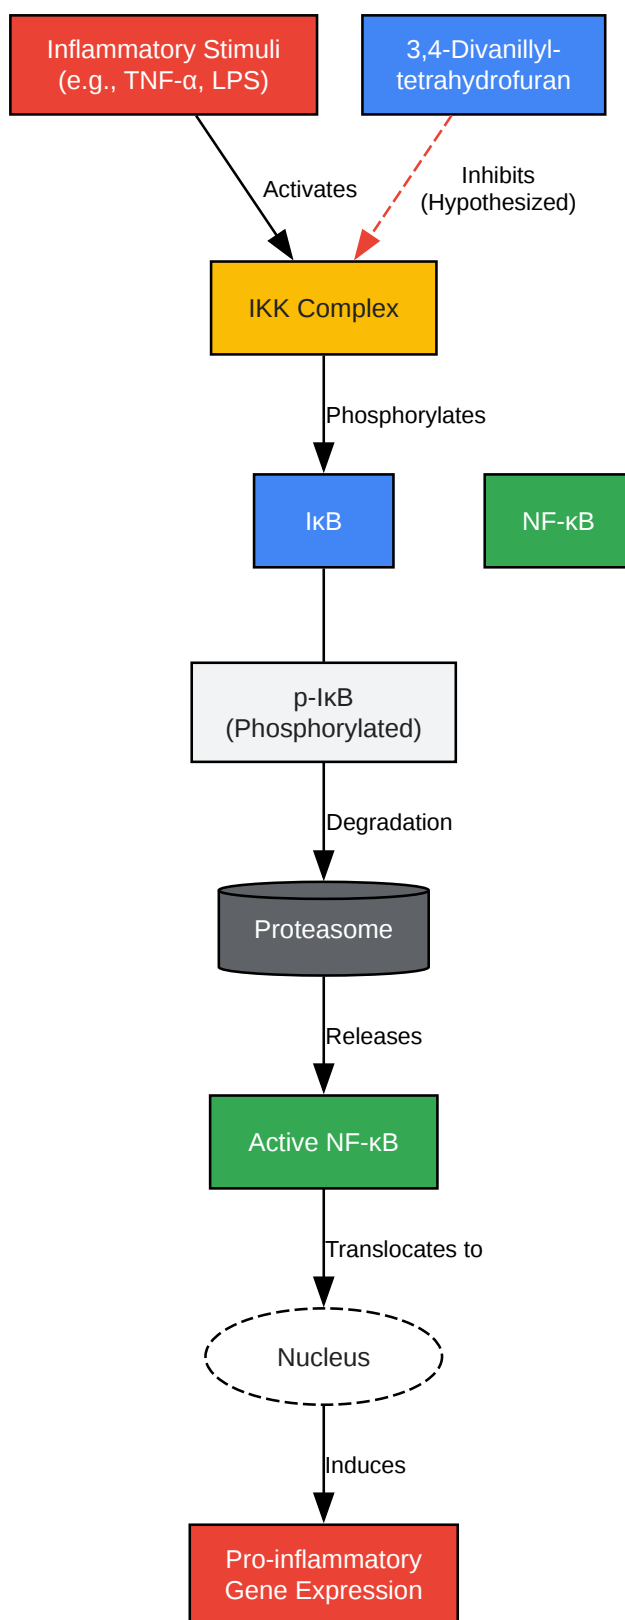 Inflammatory Stimuli
(e.g., TNF-α, LPS)
3,4-Divanillyl-
tetrahydrofuran
Activates
Inhibits
(Hypothesized)
IKK Complex
Phosphorylates
IκB
NF-κB
p-IκB
(Phosphorylated)
Degradation
Proteasome
Releases
Active NF-κB
Translocates to
Nucleus
Induces
Pro-inflammatory
Gene Expression